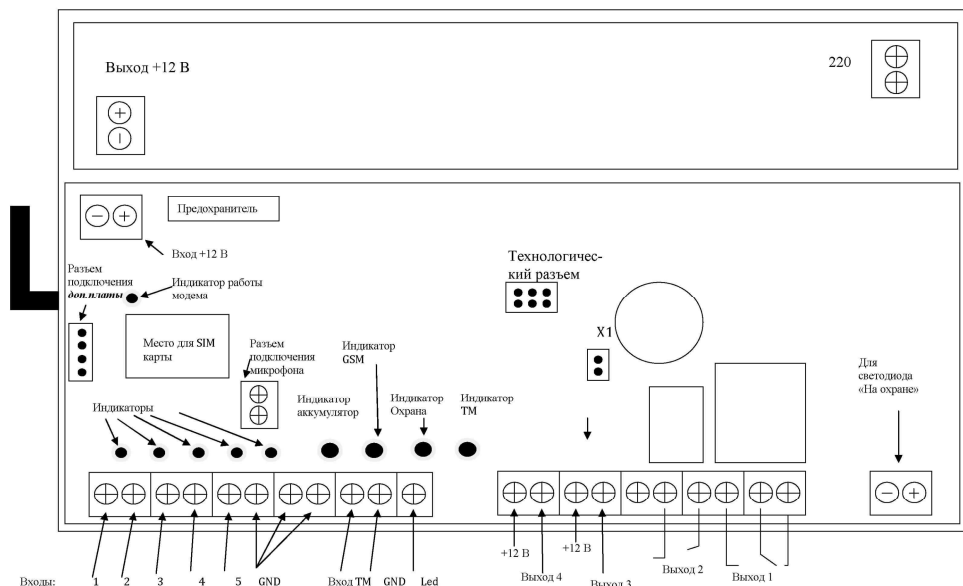 Выход +12 В
220
Предохранитель
Вход +12 В
Разъем
подключения
доп.платы
Индикатор работы
модема
Технологичес-
кий разъем
X1
Место для SIM
карты
Разъем
подключения
микрофона
Индикатор
GSM
Для
светодиода
«На охране»
Индикаторы
Индикатор
аккумулятор
Индикатор
Охрана
Индикатор
ТМ
+12 В
+12 В
Выход 4
Выход 3
Выход 2
Выход 1
Входы: 1 2 3 4 5 GND Вход ТМ GND Led